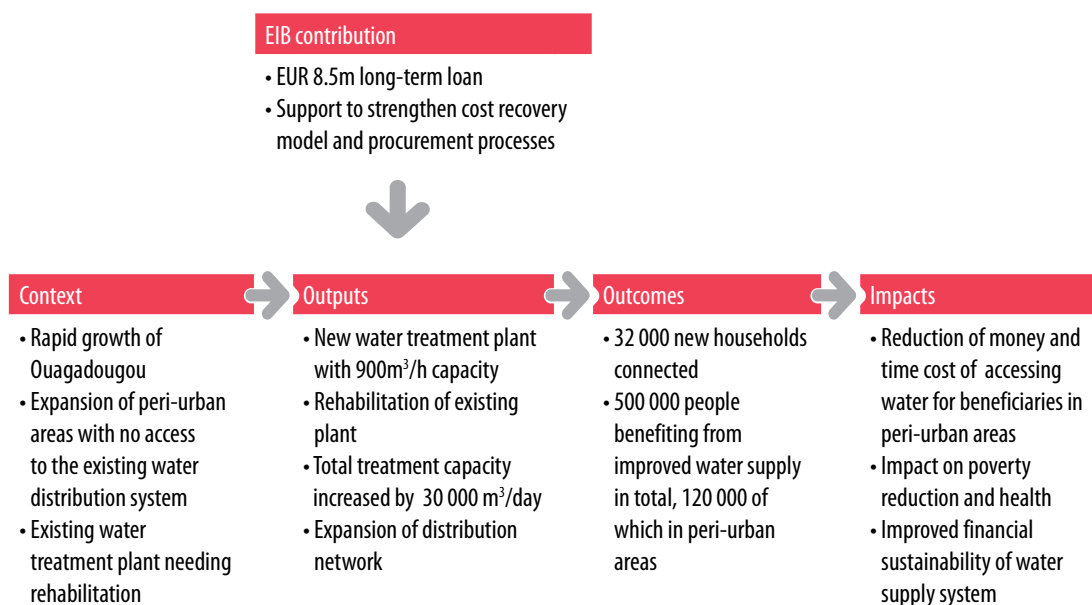 EIB contribution
• EUR 8.5m long-term loan
• Support to strengthen cost recovery
model and procurement processes
Context
• Rapid growth of
Ouagadougou
• Expansion of peri-urban
areas with no access
to the existing water
distribution system
• Existing water
treatment plant needing
rehabilitation
Outputs
• New water treatment plant
with 900m³/h capacity
• Rehabilitation of existing
plant
• Total treatment capacity
increased by 30 000 m³/day
• Expansion of distribution
network
Outcomes
• 32 000 new households
connected
• 500 000 people
benefiting from
improved water supply
in total, 120 000 of
which in peri-urban
areas
Impacts
• Reduction of money and
time cost of accessing
water for beneficiaries in
peri-urban areas
• Impact on poverty
reduction and health
• Improved financial
sustainability of water
supply system